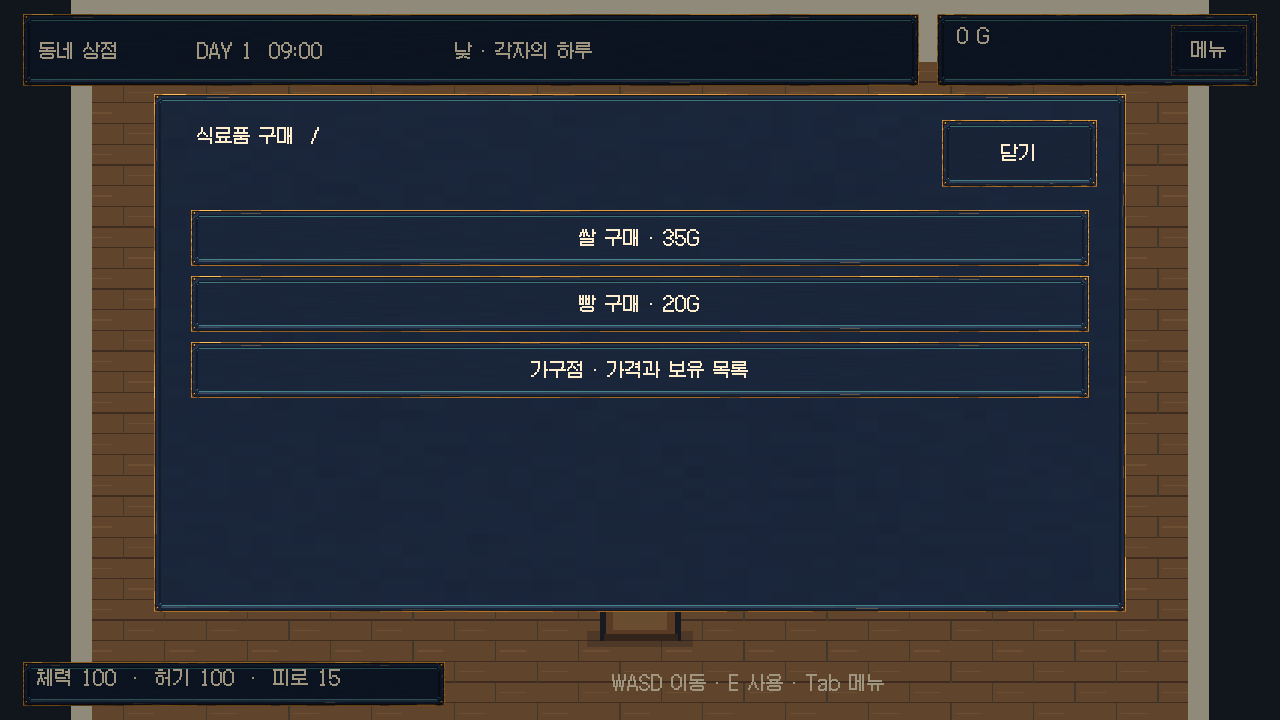 동네 상점 DAY 1 09:00 낮 · 각자의 하루
0 G 메뉴
식료품 구매 /
닫기
쌀 구매 · 35G
빵 구매 · 20G
가구점 · 가격과 보유 목록
체력 100 · 허기 100 · 피로 15
WASD 이동 · E 사용 · Tab 메뉴